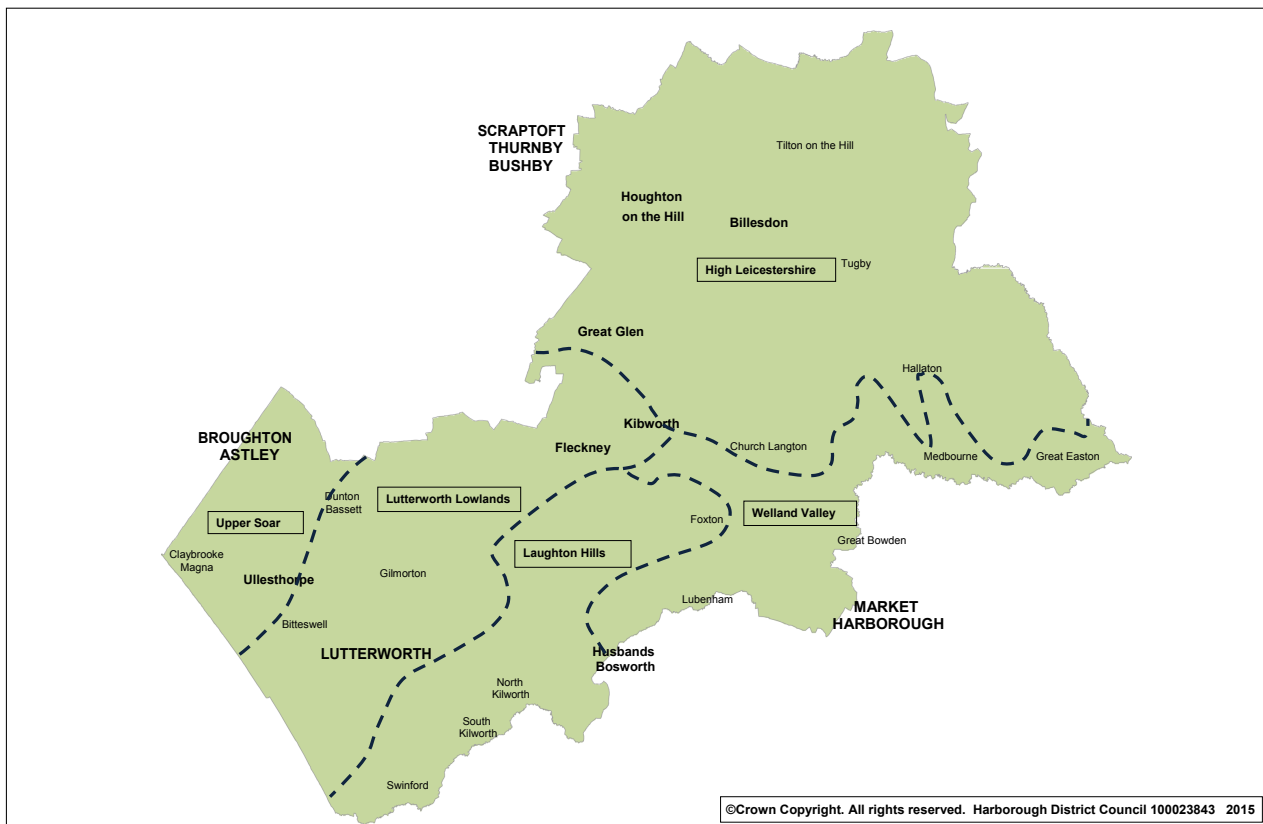 SCRAPTOFT
THURNBY
BUSHBY
Tilton on the Hill
Houghton
on the Hill
Billesdon
High Leicestershire
Tugby
Great Glen
Hallaton
Kibworth
BROUGHTON
ASTLEY
Fleckney
Church Langton
Medbourne
Great Easton
Dunton
Bassett
Lutterworth Lowlands
Upper Soar
Foxton
Welland Valley
Great Bowden
Claybrooke
Magna
Laughton Hills
Ullesthorpe
Gilmorton
Lubenham
MARKET
HARBOROUGH
Bitteswell
LUTTERWORTH
Husbands
Bosworth
North
Kilworth
South
Kilworth
Swinford
©Crown Copyright. All rights reserved. Harborough District Council 100023843 2015